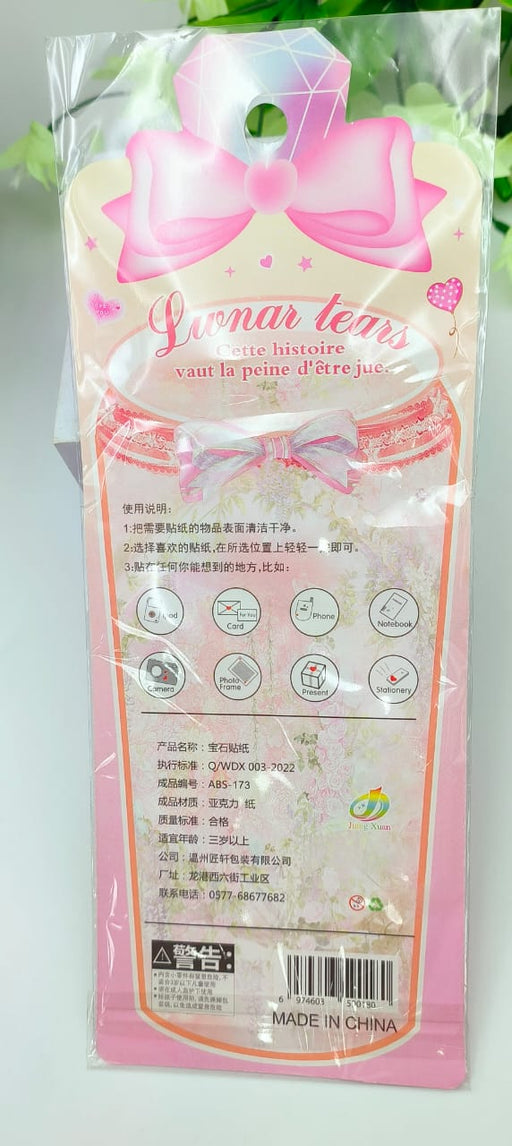 Lwnar tears
Cette histoire
vaut la peine d'être jue.
使用说明:
1:把需要贴纸的物品表面清洁干净。
2:选择喜欢的贴纸,在所选位置上轻轻一 即可。
3:贴在任何你能想到的地方,比如:
Card
For You
Phone
Notebook
Camera
Photo
Frame
Present
Stationery
产品名称：宝石贴纸
执行标准：Q/WDX 003-2022
成品编号：ABS-173
成品材质：亚克力 纸
质量标准：合格
适宜年龄：三岁以上
公司：温州匠轩包装有限公司
厂址：龙港西六街工业区
联系电话：0577-68677682
Jiang Xuan
警告:
6 974603
MADE IN CHINA